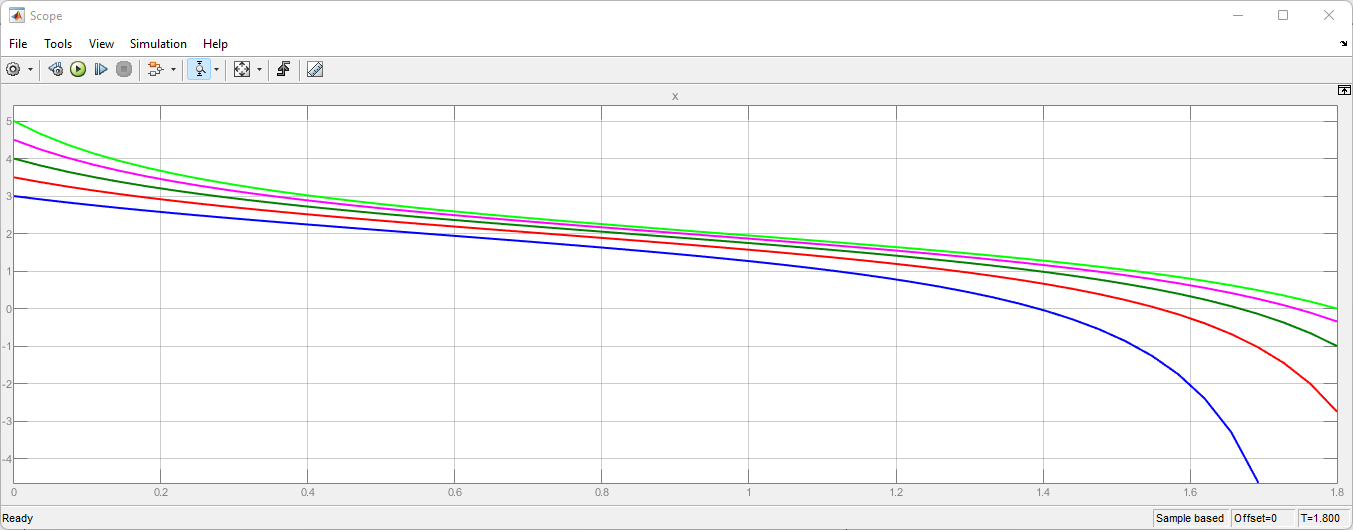 Scope
File Tools View Simulation Help
x
5
4
3
2
1
0
-1
-2
-3
-4
0 0.2 0.4 0.6 0.8 1 1.2 1.4 1.6 1.8
Ready Sample based Offset=0 T=1.800